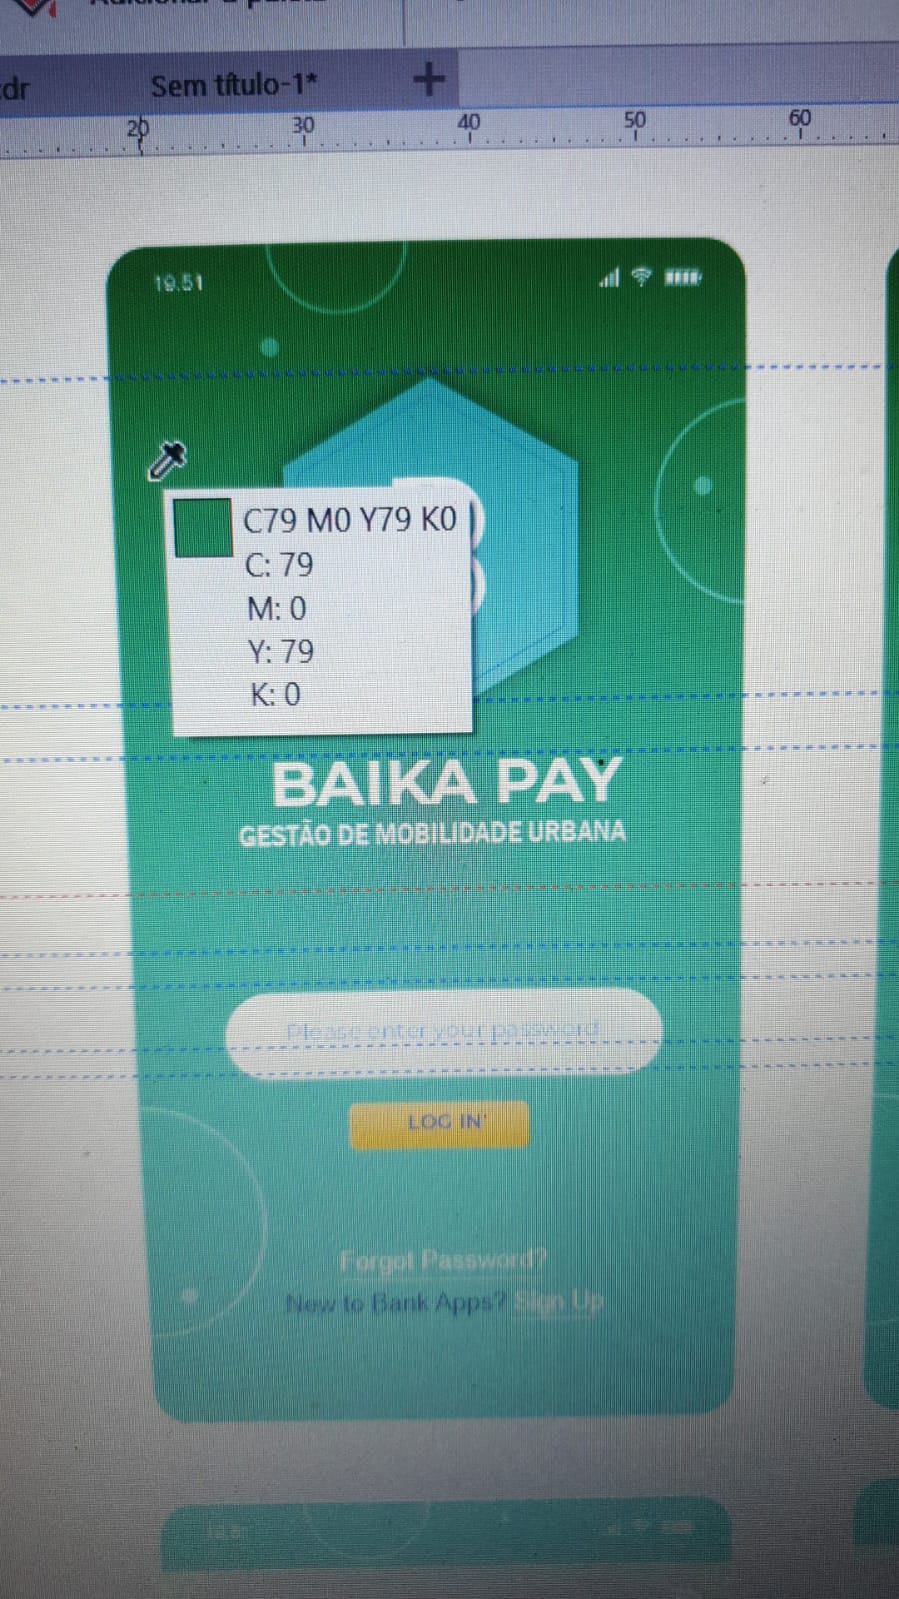 Sem título-1*
20 30 40 50 60
19.51
C79 M0 Y79 K0
C: 79
M: 0
Y: 79
K: 0
BAIKA PAY
GESTÃO DE MOBILIDADE URBANA
Please enter your password
LOG IN
Forgot Password?
New to Bank Apps? Sign Up